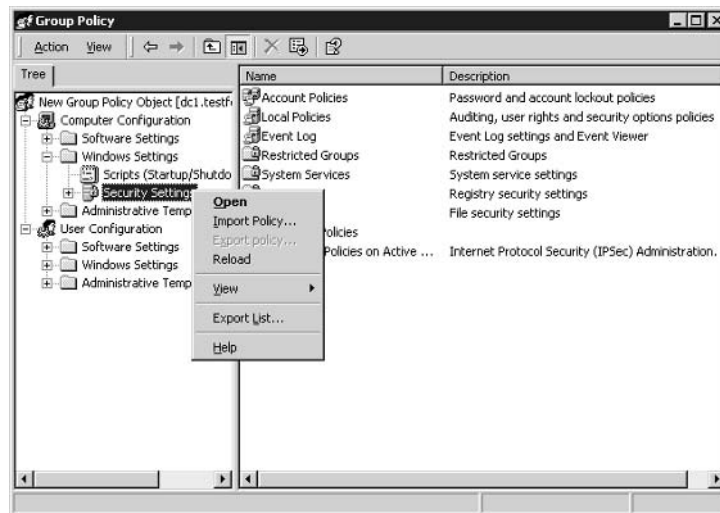 Group Policy
Action View
Tree
New Group Policy Object [dc1.testf
Computer Configuration
Software Settings
Windows Settings
Scripts (Startup/Shutdo
Security Settings
Administrative Temp
User Configuration
Software Settings
Windows Settings
Administrative Temp
Open
Import Policy...
Export policy...
Reload
View
Export List...
Help
Name Description
Account Policies Password and account lockout policies
Local Policies Auditing, user rights and security options policies
Event Log Event Log settings and Event Viewer
Restricted Groups Restricted Groups
System Services System service settings
Registry security settings
File security settings
Policies
Policies on Active ... Internet Protocol Security (IPSec) Administration.